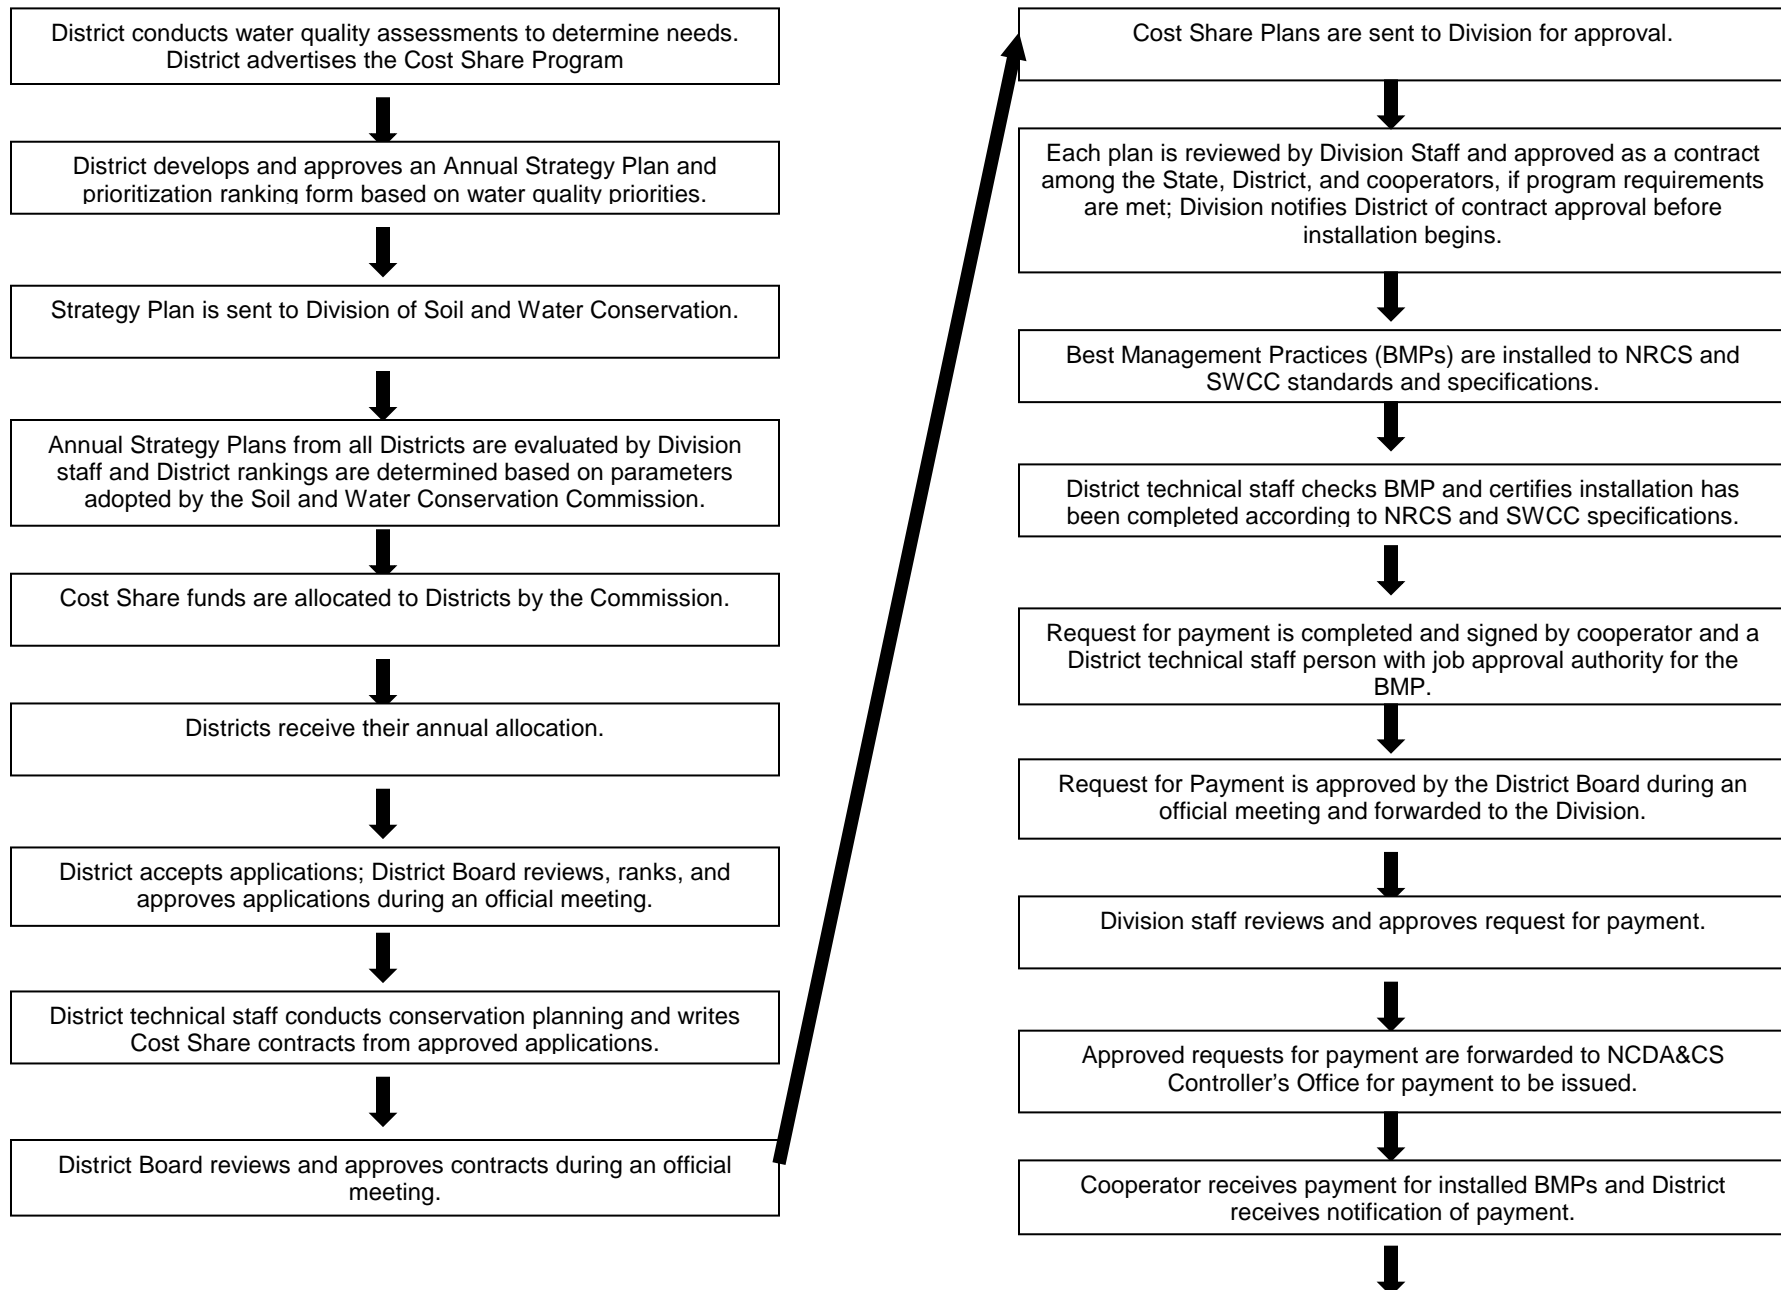 District conducts water quality assessments to determine needs.
District advertises the Cost Share Program
District develops and approves an Annual Strategy Plan and
prioritization ranking form based on water quality priorities.
Strategy Plan is sent to Division of Soil and Water Conservation.
Annual Strategy Plans from all Districts are evaluated by Division
staff and District rankings are determined based on parameters
adopted by the Soil and Water Conservation Commission.
Cost Share funds are allocated to Districts by the Commission.
Districts receive their annual allocation.
District accepts applications; District Board reviews, ranks, and
approves applications during an official meeting.
District technical staff conducts conservation planning and writes
Cost Share contracts from approved applications.
District Board reviews and approves contracts during an official
meeting.
Cost Share Plans are sent to Division for approval.
Each plan is reviewed by Division Staff and approved as a contract
among the State, District, and cooperators, if program requirements
are met; Division notifies District of contract approval before
installation begins.
Best Management Practices (BMPs) are installed to NRCS and
SWCC standards and specifications.
District technical staff checks BMP and certifies installation has
been completed according to NRCS and SWCC specifications.
Request for payment is completed and signed by cooperator and a
District technical staff person with job approval authority for the
BMP.
Request for Payment is approved by the District Board during an
official meeting and forwarded to the Division.
Division staff reviews and approves request for payment.
Approved requests for payment are forwarded to NCDA&CS
Controller’s Office for payment to be issued.
Cooperator receives payment for installed BMPs and District
receives notification of payment.